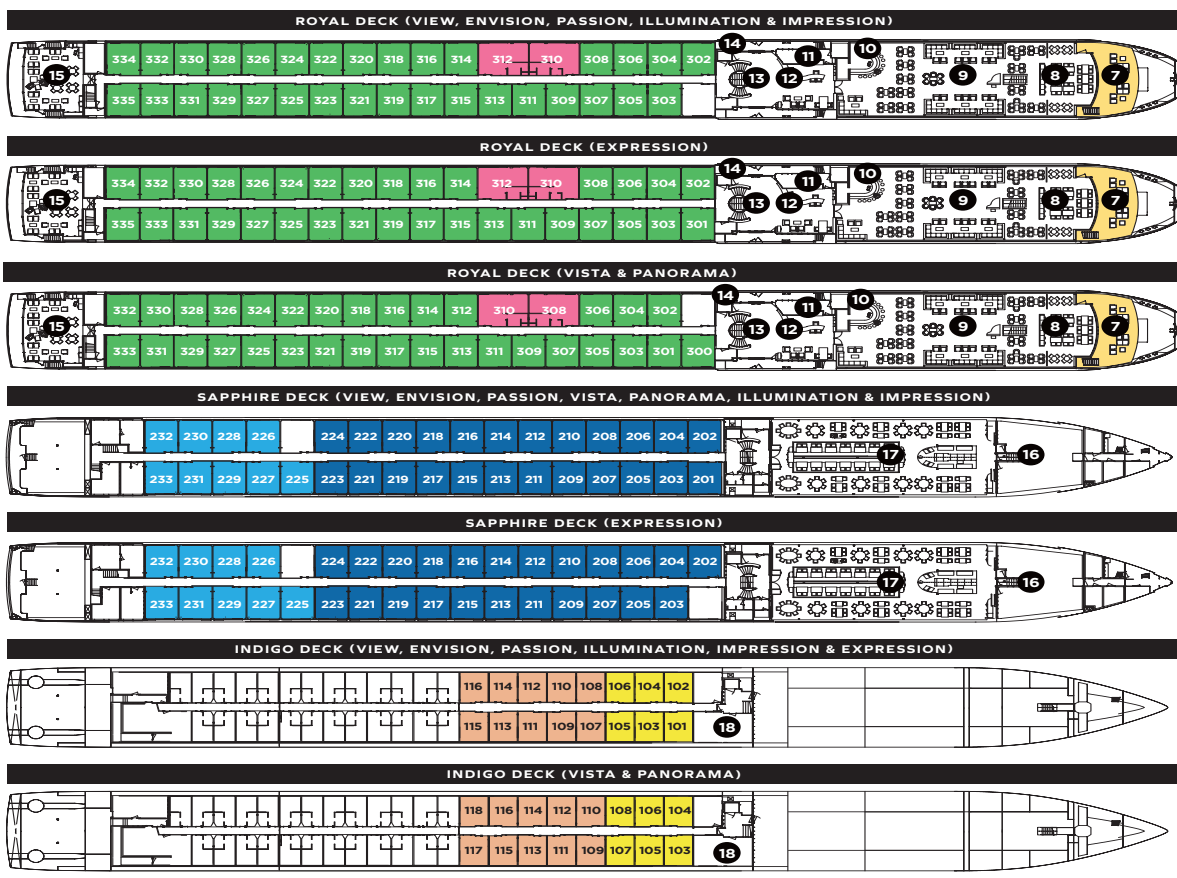 ROYAL DECK (VIEW, ENVISION, PASSION, ILLUMINATION & IMPRESSION)
14 11 10
334 332 330 328 326 324 322 320 318 316 314 312 310 308 306 304 302
15 13 12 9 8 7
335 333 331 329 327 325 323 321 319 317 315 313 311 309 307 305 303
ROYAL DECK (EXPRESSION)
14 11 10
334 332 330 328 326 324 322 320 318 316 314 312 310 308 306 304 302
15 13 12 9 8 7
335 333 331 329 327 325 323 321 319 317 315 313 311 309 307 305 303 301
ROYAL DECK (VISTA & PANORAMA)
14 11 10
332 330 328 326 324 322 320 318 316 314 312 310 308 306 304 302
15 13 12 9 8 7
333 331 329 327 325 323 321 319 317 315 313 311 309 307 305 303 301 300
SAPPHIRE DECK (VIEW, ENVISION, PASSION, VISTA, PANORAMA, ILLUMINATION & IMPRESSION)
232 230 228 226 224 222 220 218 216 214 212 210 208 206 204 202
17 16
233 231 229 227 225 223 221 219 217 215 213 211 209 207 205 203 201
SAPPHIRE DECK (EXPRESSION)
232 230 228 226 224 222 220 218 216 214 212 210 208 206 204 202
17 16
233 231 229 227 225 223 221 219 217 215 213 211 209 207 205 203
INDIGO DECK (VIEW, ENVISION, PASSION, ILLUMINATION, IMPRESSION & EXPRESSION)
116 114 112 110 108 106 104 102
115 113 111 109 107 105 103 101 18
INDIGO DECK (VISTA & PANORAMA)
118 116 114 112 110 108 106 104
117 115 113 111 109 107 105 103 18